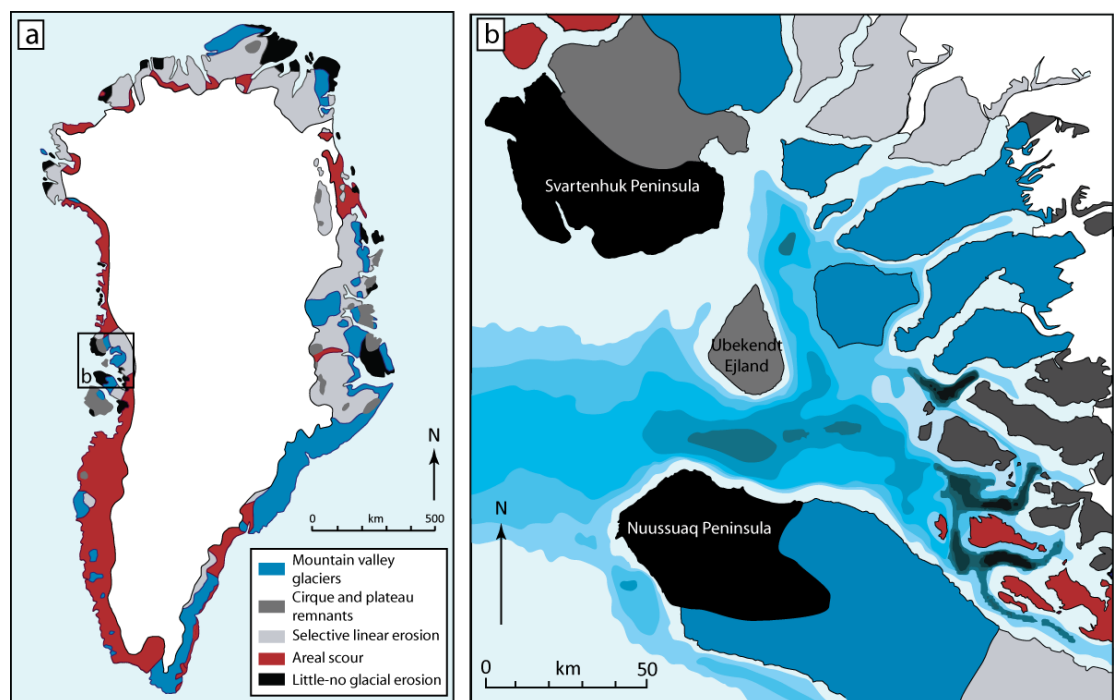 a
b
N
0
km
500
Mountain valley
glaciers
Cirque and plateau
remnants
Selective linear erosion
Areal scour
Little-no glacial erosion
b
Svartenhuk Peninsula
Ubekendt
Ejland
Nuussuaq Peninsula
N
0
km
50